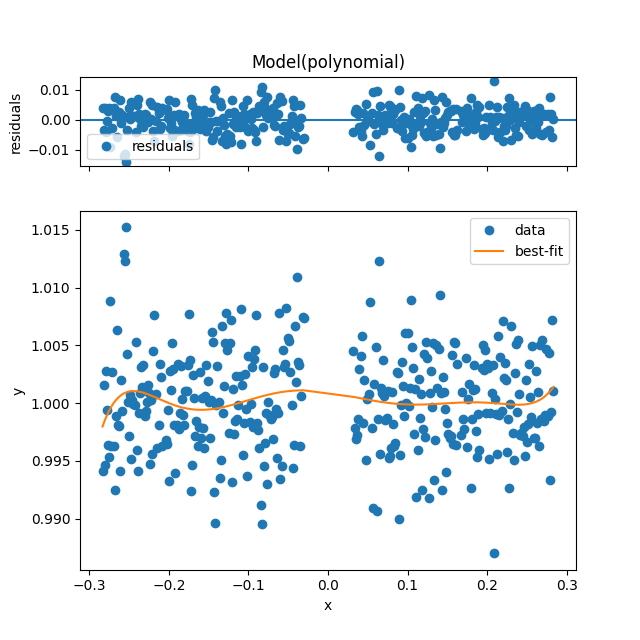 Model(polynomial)
residuals
0.01
0.00
−0.01
residuals
y
1.015
1.010
1.005
1.000
0.995
0.990
data
best-fit
−0.3 −0.2 −0.1 0.0 0.1 0.2 0.3
x